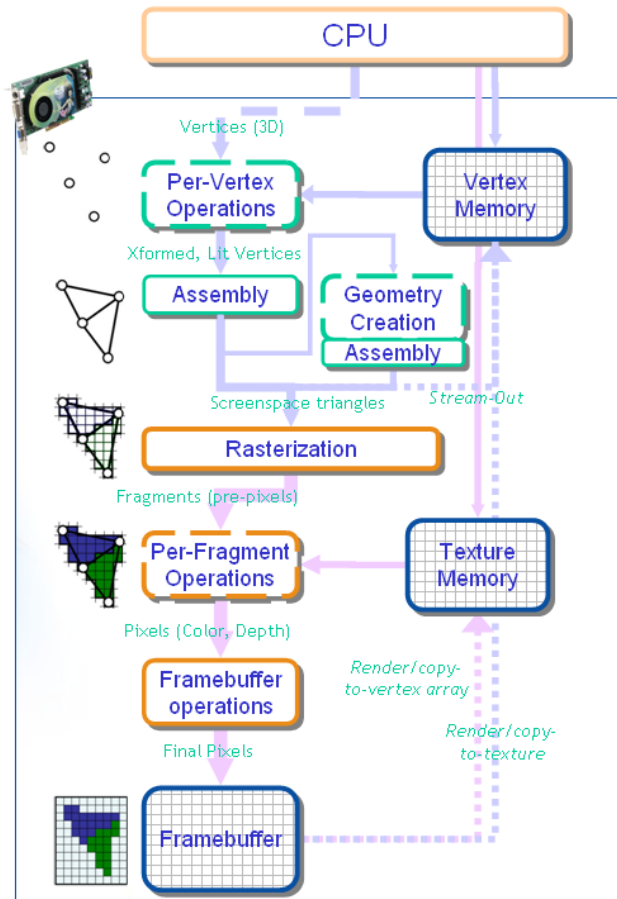 CPU
Vertices (3D)
Per-Vertex
Operations
Vertex
Memory
Xformed, Lit Vertices
Assembly
Geometry
Creation
Assembly
Stream-Out
Screenspace triangles
Rasterization
Fragments (pre-pixels)
Per-Fragment
Operations
Texture
Memory
Pixels (Color, Depth)
Render/copy-
to-vertex array
Framebuffer
operations
Render/copy-
to-texture
Final Pixels
Framebuffer